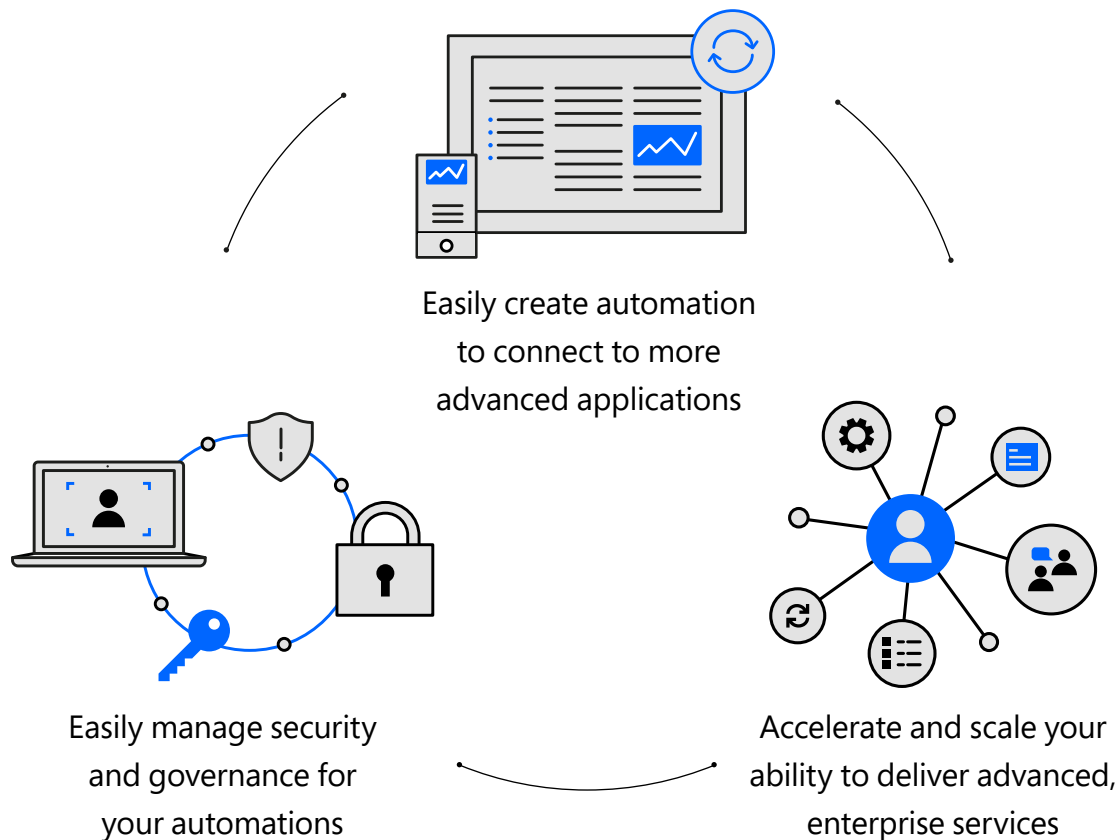 Easily create automation
to connect to more
advanced applications
Easily manage security
and governance for
your automations
Accelerate and scale your
ability to deliver advanced,
enterprise services